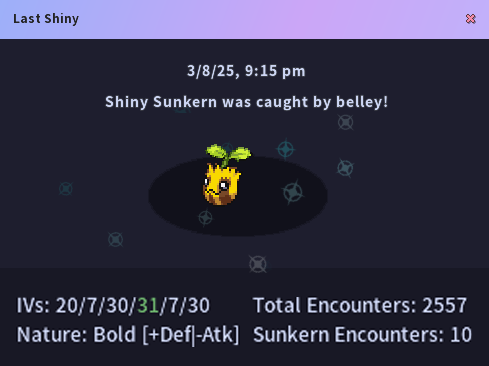 Last Shiny
3/8/25, 9:15 pm
Shiny Sunkern was caught by belley!
IVs: 20/7/30/31/7/30
Total Encounters: 2557
Nature: Bold [+Def|-Atk]
Sunkern Encounters: 10